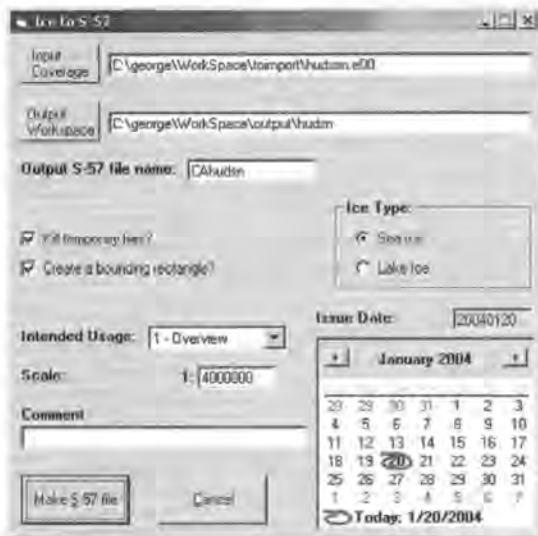 Ice to S-57
Input Coverage
C:\george\WorkSpace\toimport\hudson.e00
Output Workspace
C:\george\WorkSpace\output\hudsn
Output S-57 file name:
CAhudsn
Kill temporary files?
Create a bounding rectangle?
Ice Type:
Sea Ice
Lake Ice
Intended Usage:
1 - Overview
Scale:
1: 4000000
Comment
Make S-57 file
Cancel
Issue Date:
20040120
January 2004
28 29 30 31 1 2 3
4 5 6 7 8 9 10
11 12 13 14 15 16 17
18 19 20 21 22 23 24
25 26 27 28 29 30 31
1 2 3 4 5 6 7
Today: 1/20/2004